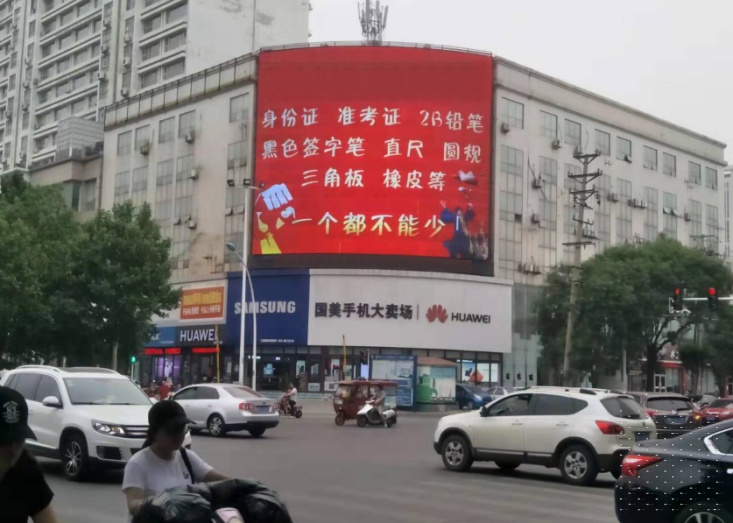 身份证 准考证 2B铅笔
黑色签字笔 直尺 圆规
三角板 橡皮等
一个都不能少!
SAMSUNG
国美手机大卖场 HUAWEI
HUAWEI